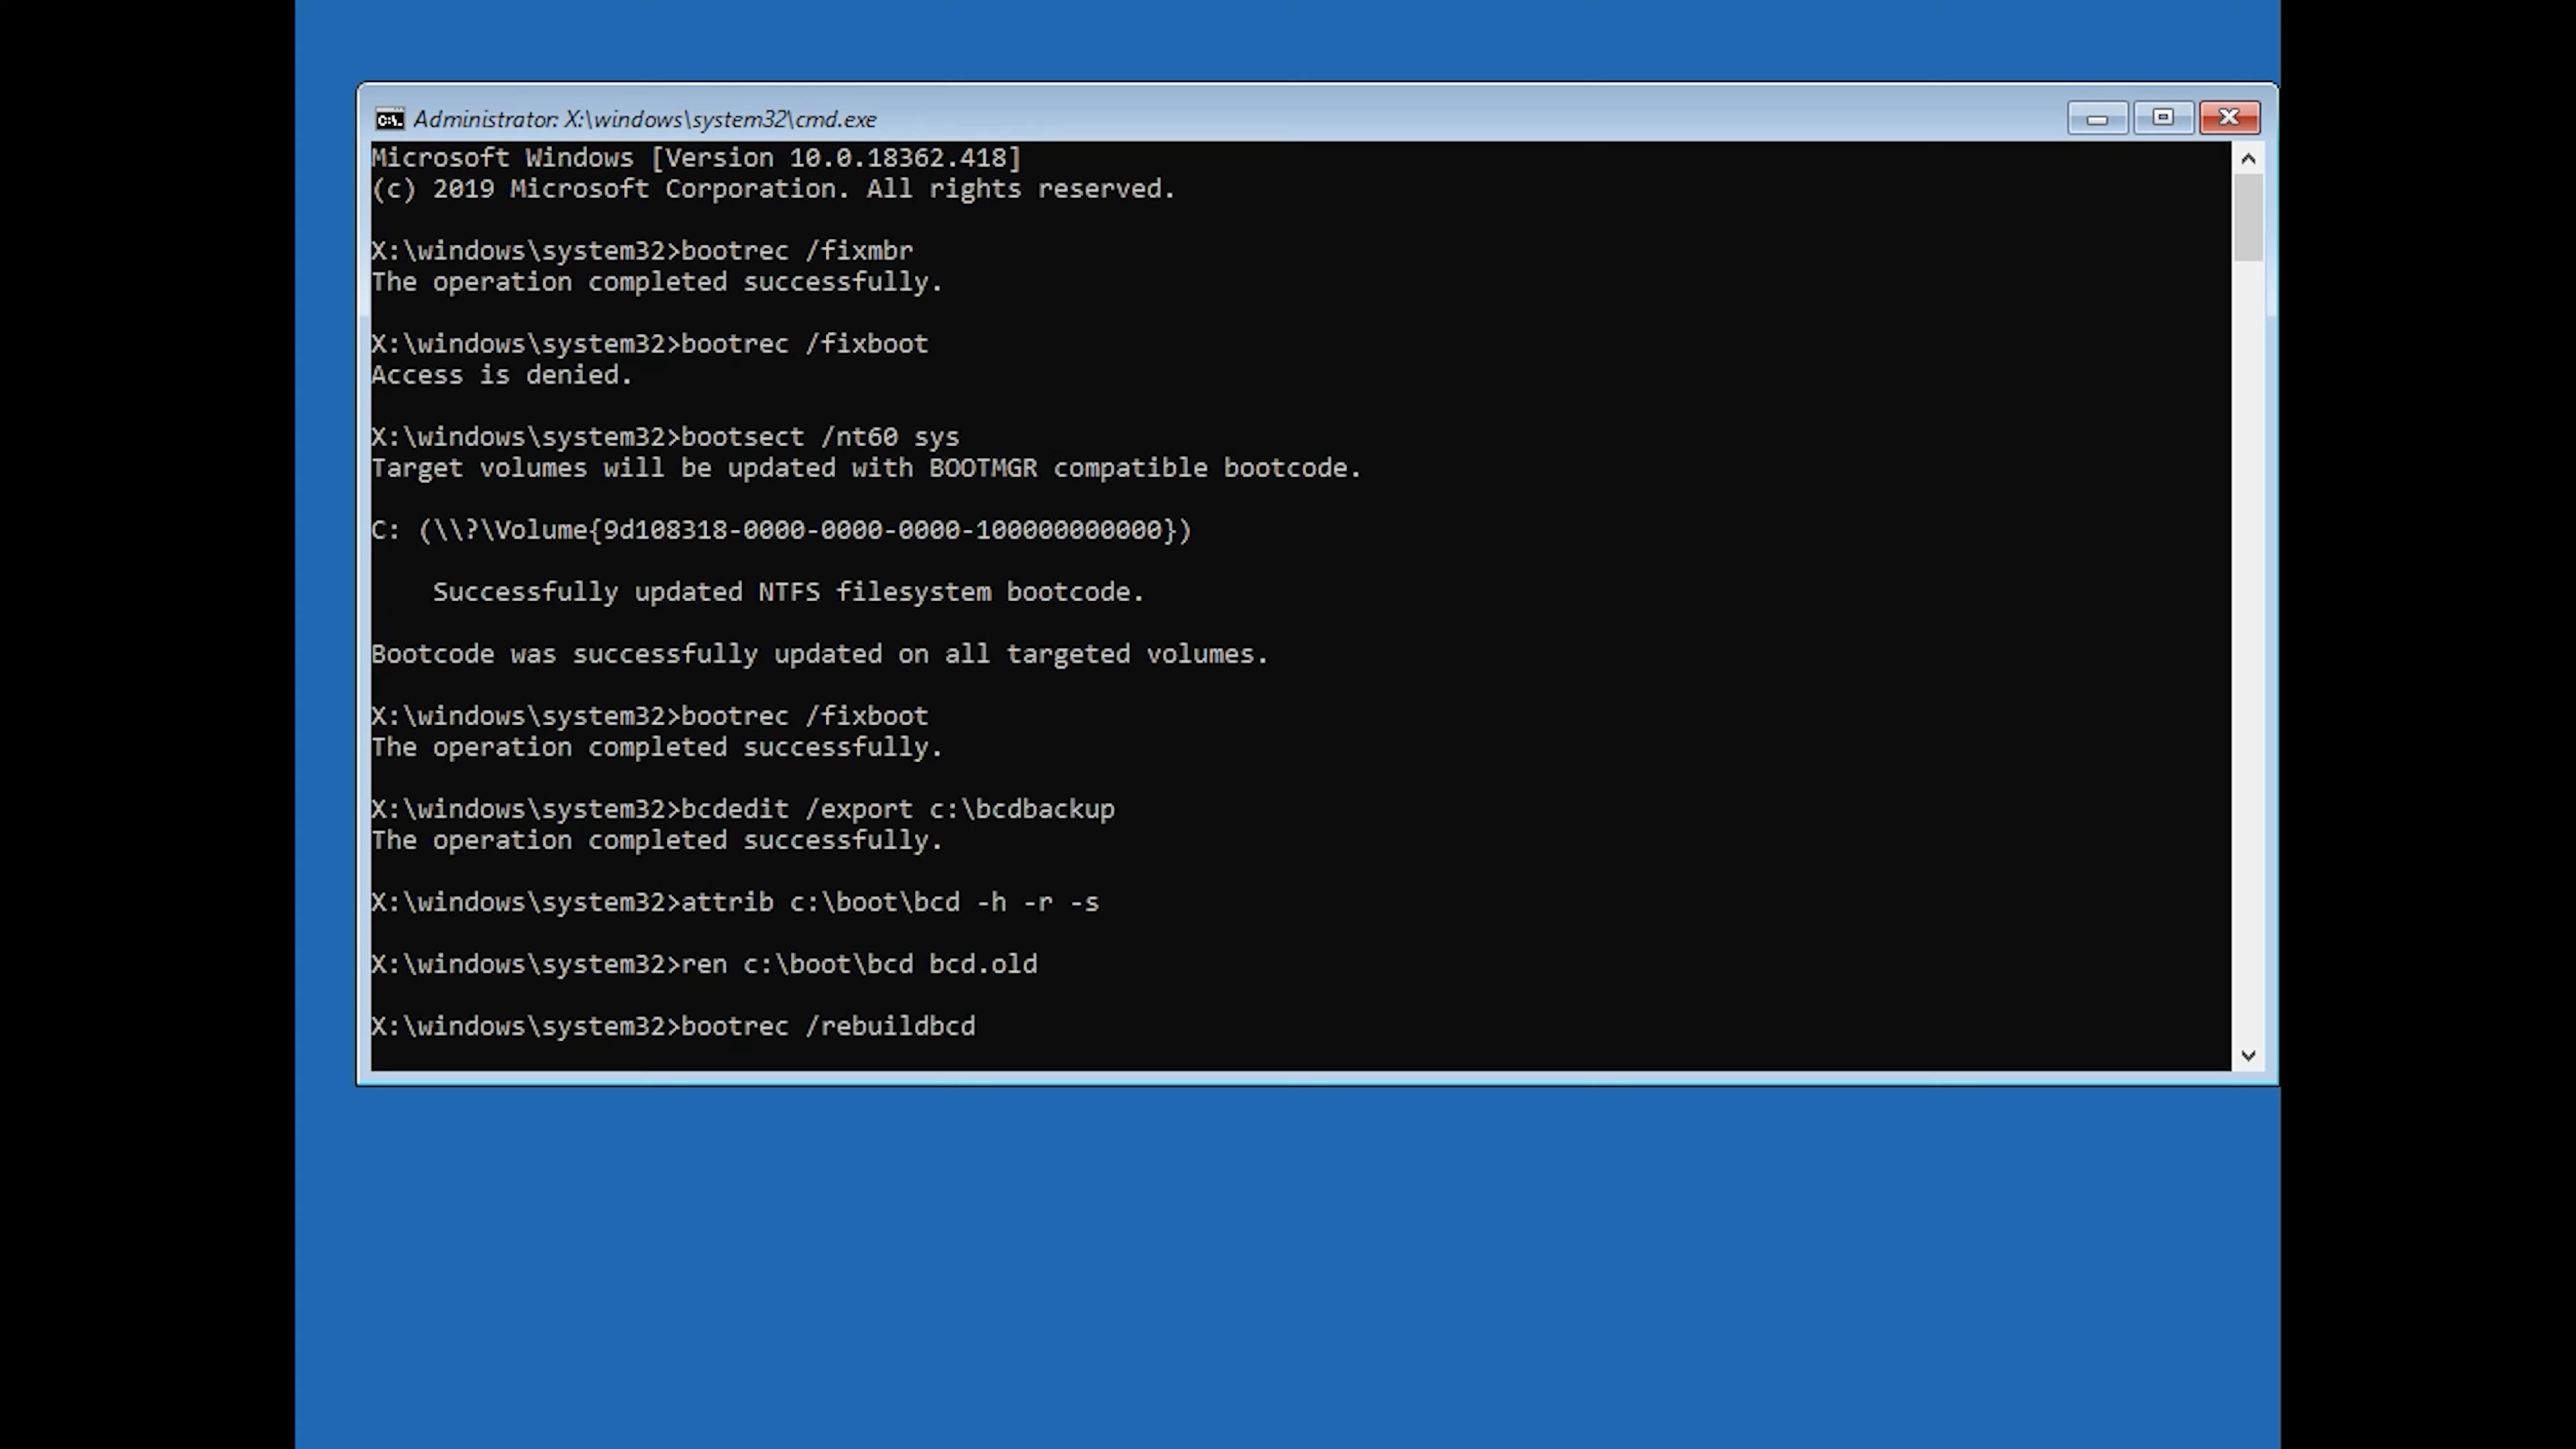 Administrator: X:\windows\system32\cmd.exe
Microsoft Windows [Version 10.0.18362.418]
(c) 2019 Microsoft Corporation. All rights reserved.
X:\windows\system32>bootrec /fixmbr
The operation completed successfully.
X:\windows\system32>bootrec /fixboot
Access is denied.
X:\windows\system32>bootsect /nt60 sys
Target volumes will be updated with BOOTMGR compatible bootcode.
C: (\\?\Volume{9d108318-0000-0000-0000-100000000000})
Successfully updated NTFS filesystem bootcode.
Bootcode was successfully updated on all targeted volumes.
X:\windows\system32>bootrec /fixboot
The operation completed successfully.
X:\windows\system32>bcdedit /export c:\bcdbackup
The operation completed successfully.
X:\windows\system32>attrib c:\boot\bcd -h -r -s
X:\windows\system32>ren c:\boot\bcd bcd.old
X:\windows\system32>bootrec /rebuildbcd